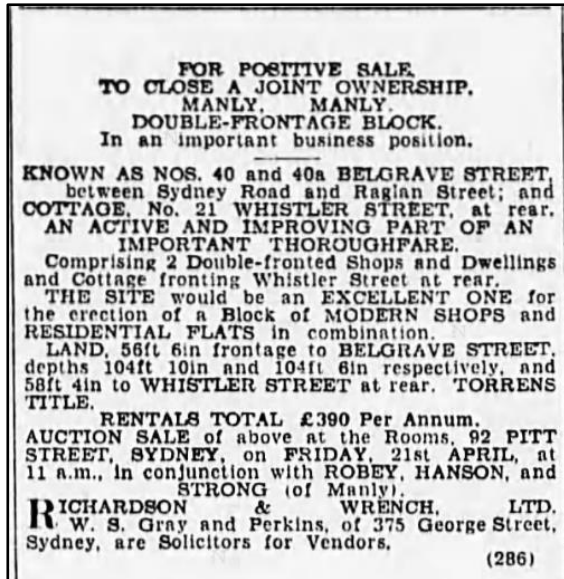 FOR POSITIVE SALE.
TO CLOSE A JOINT OWNERSHIP.
MANLY. MANLY.
DOUBLE-FRONTAGE BLOCK.
In an important business position.
KNOWN AS NOS. 40 and 40a BELGRAVE STREET,
between Sydney Road and Raglan Street; and
COTTAGE, No. 21 WHISTLER STREET, at rear.
AN ACTIVE AND IMPROVING PART OF AN
IMPORTANT THOROUGHFARE.
Comprising 2 Double-fronted Shops and Dwellings
and Cottage fronting Whistler Street at rear.
THE SITE would be an EXCELLENT ONE for
the erection of a Block of MODERN SHOPS and
RESIDENTIAL FLATS in combination.
LAND, 56ft 6in frontage to BELGRAVE STREET,
depths 104ft 10in and 104ft 6in respectively, and
58ft 4in to WHISTLER STREET at rear. TORRENS
TITLE.
RENTALS TOTAL £390 Per Annum.
AUCTION SALE of above at the Rooms, 92 PITT
STREET, SYDNEY, on FRIDAY, 21st APRIL, at
11 a.m., in conjunction with ROBEY, HANSON, and
STRONG (of Manly).
RICHARDSON & WRENCH, LTD.
W. S. Gray and Perkins, of 375 George Street,
Sydney, are Solicitors for Vendors.
(286)